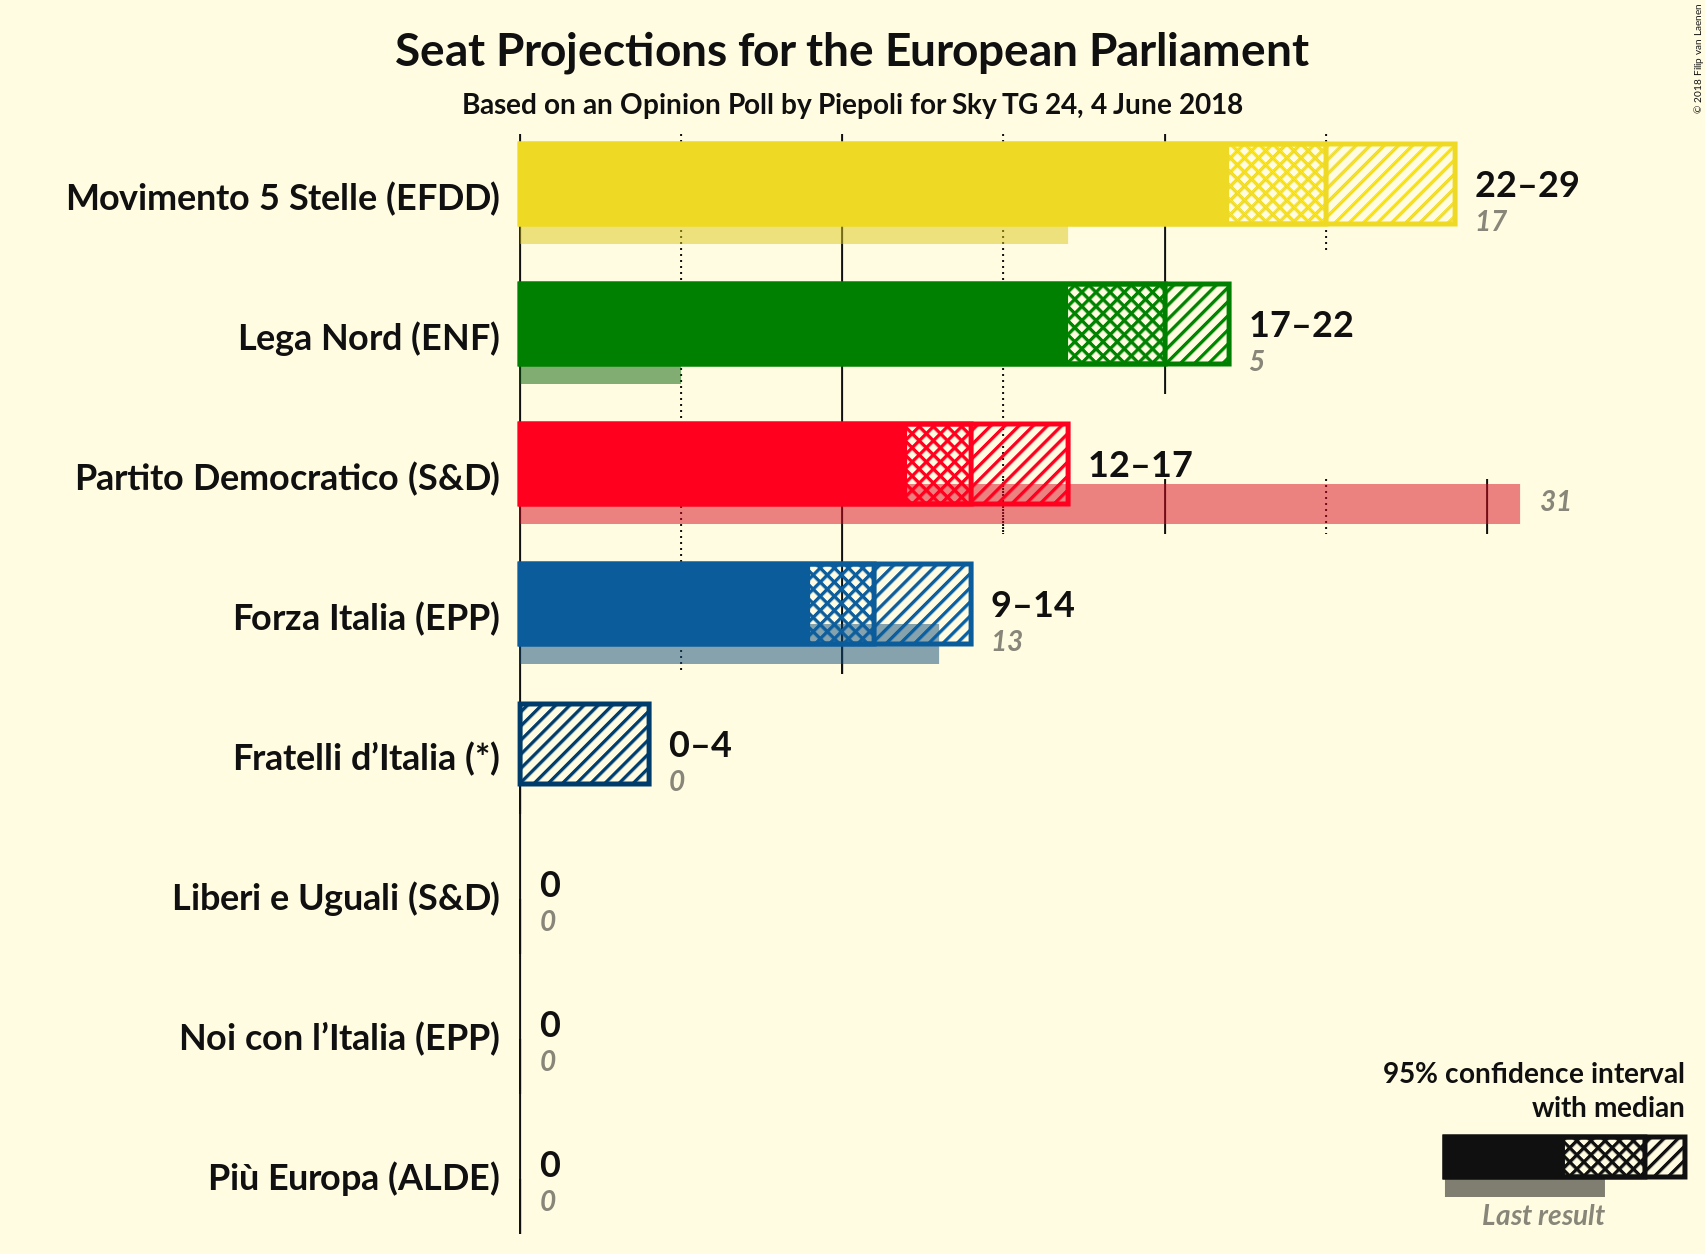 Seat Projections for the European Parliament
Based on an Opinion Poll by Piepoli for Sky TG 24, 4 June 2018
© 2018 Filip van Laenen
Movimento 5 Stelle (EFDD)
22–29
17
Lega Nord (ENF)
17–22
5
Partito Democratico (S&D)
12–17
31
Forza Italia (EPP)
9–14
13
Fratelli d’Italia (*)
0–4
0
Liberi e Uguali (S&D)
0
0
Noi con l’Italia (EPP)
0
0
Più Europa (ALDE)
0
0
95% confidence interval
with median
Last result